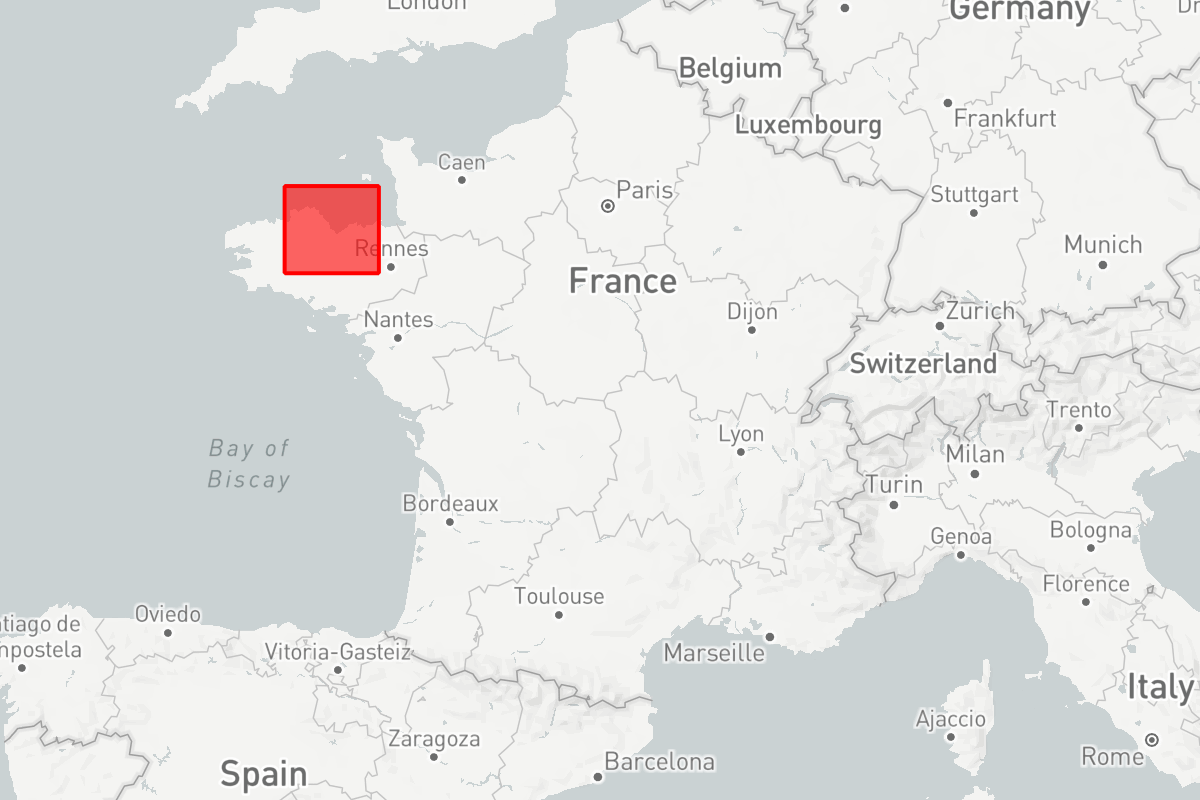 London
Germany
Dr
Belgium
Luxembourg
Frankfurt
Caen
Paris
Stuttgart
Rennes
Munich
France
Nantes
Dijon
Zurich
Switzerland
Trento
Bay of
Biscay
Lyon
Milan
Turin
Bordeaux
Bologna
Genoa
Toulouse
Florence
Oviedo
tiago de
mpostela
Vitoria-Gasteiz
Marseille
Italy
Ajaccio
Zaragoza
Rome
Barcelona
Spain